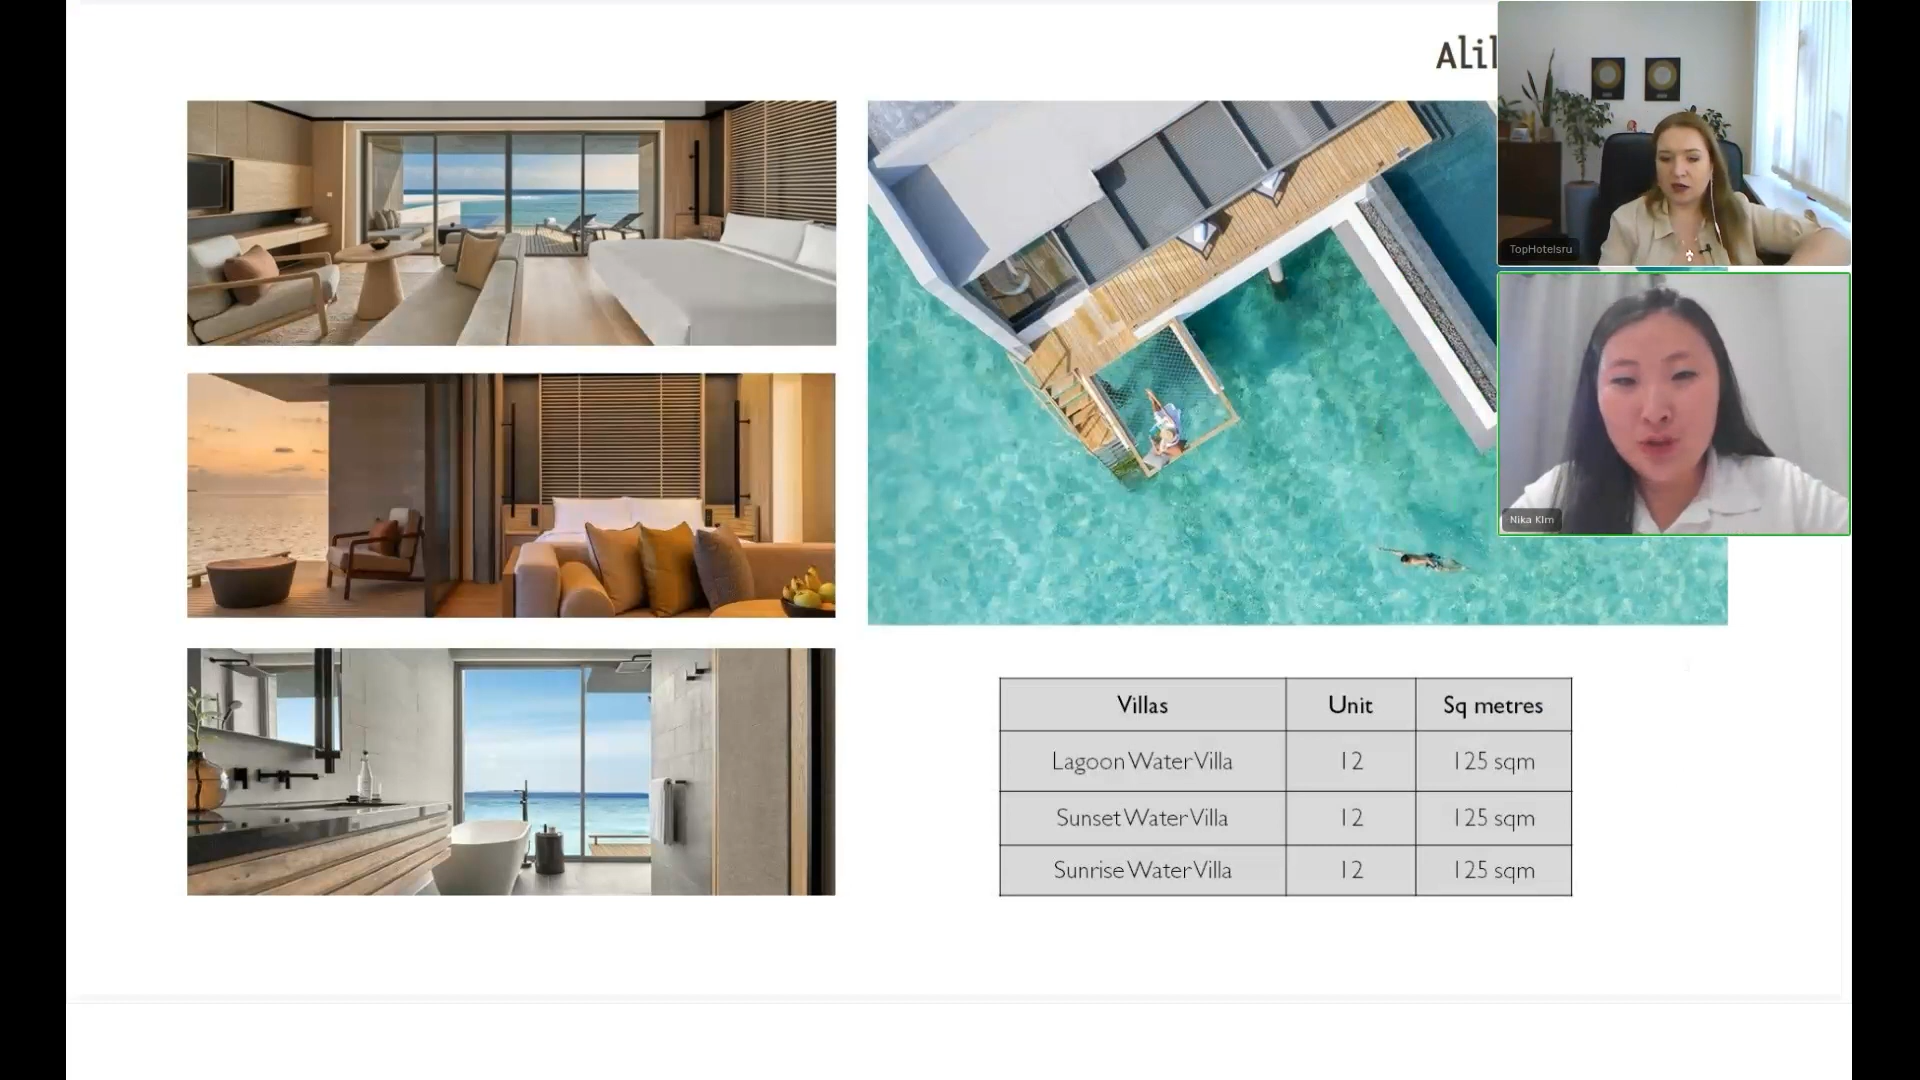 Alil
TopHotelsru
Nika KIm
Villas Unit Sq metres
Lagoon Water Villa 12 125 sqm
Sunset Water Villa 12 125 sqm
Sunrise Water Villa 12 125 sqm